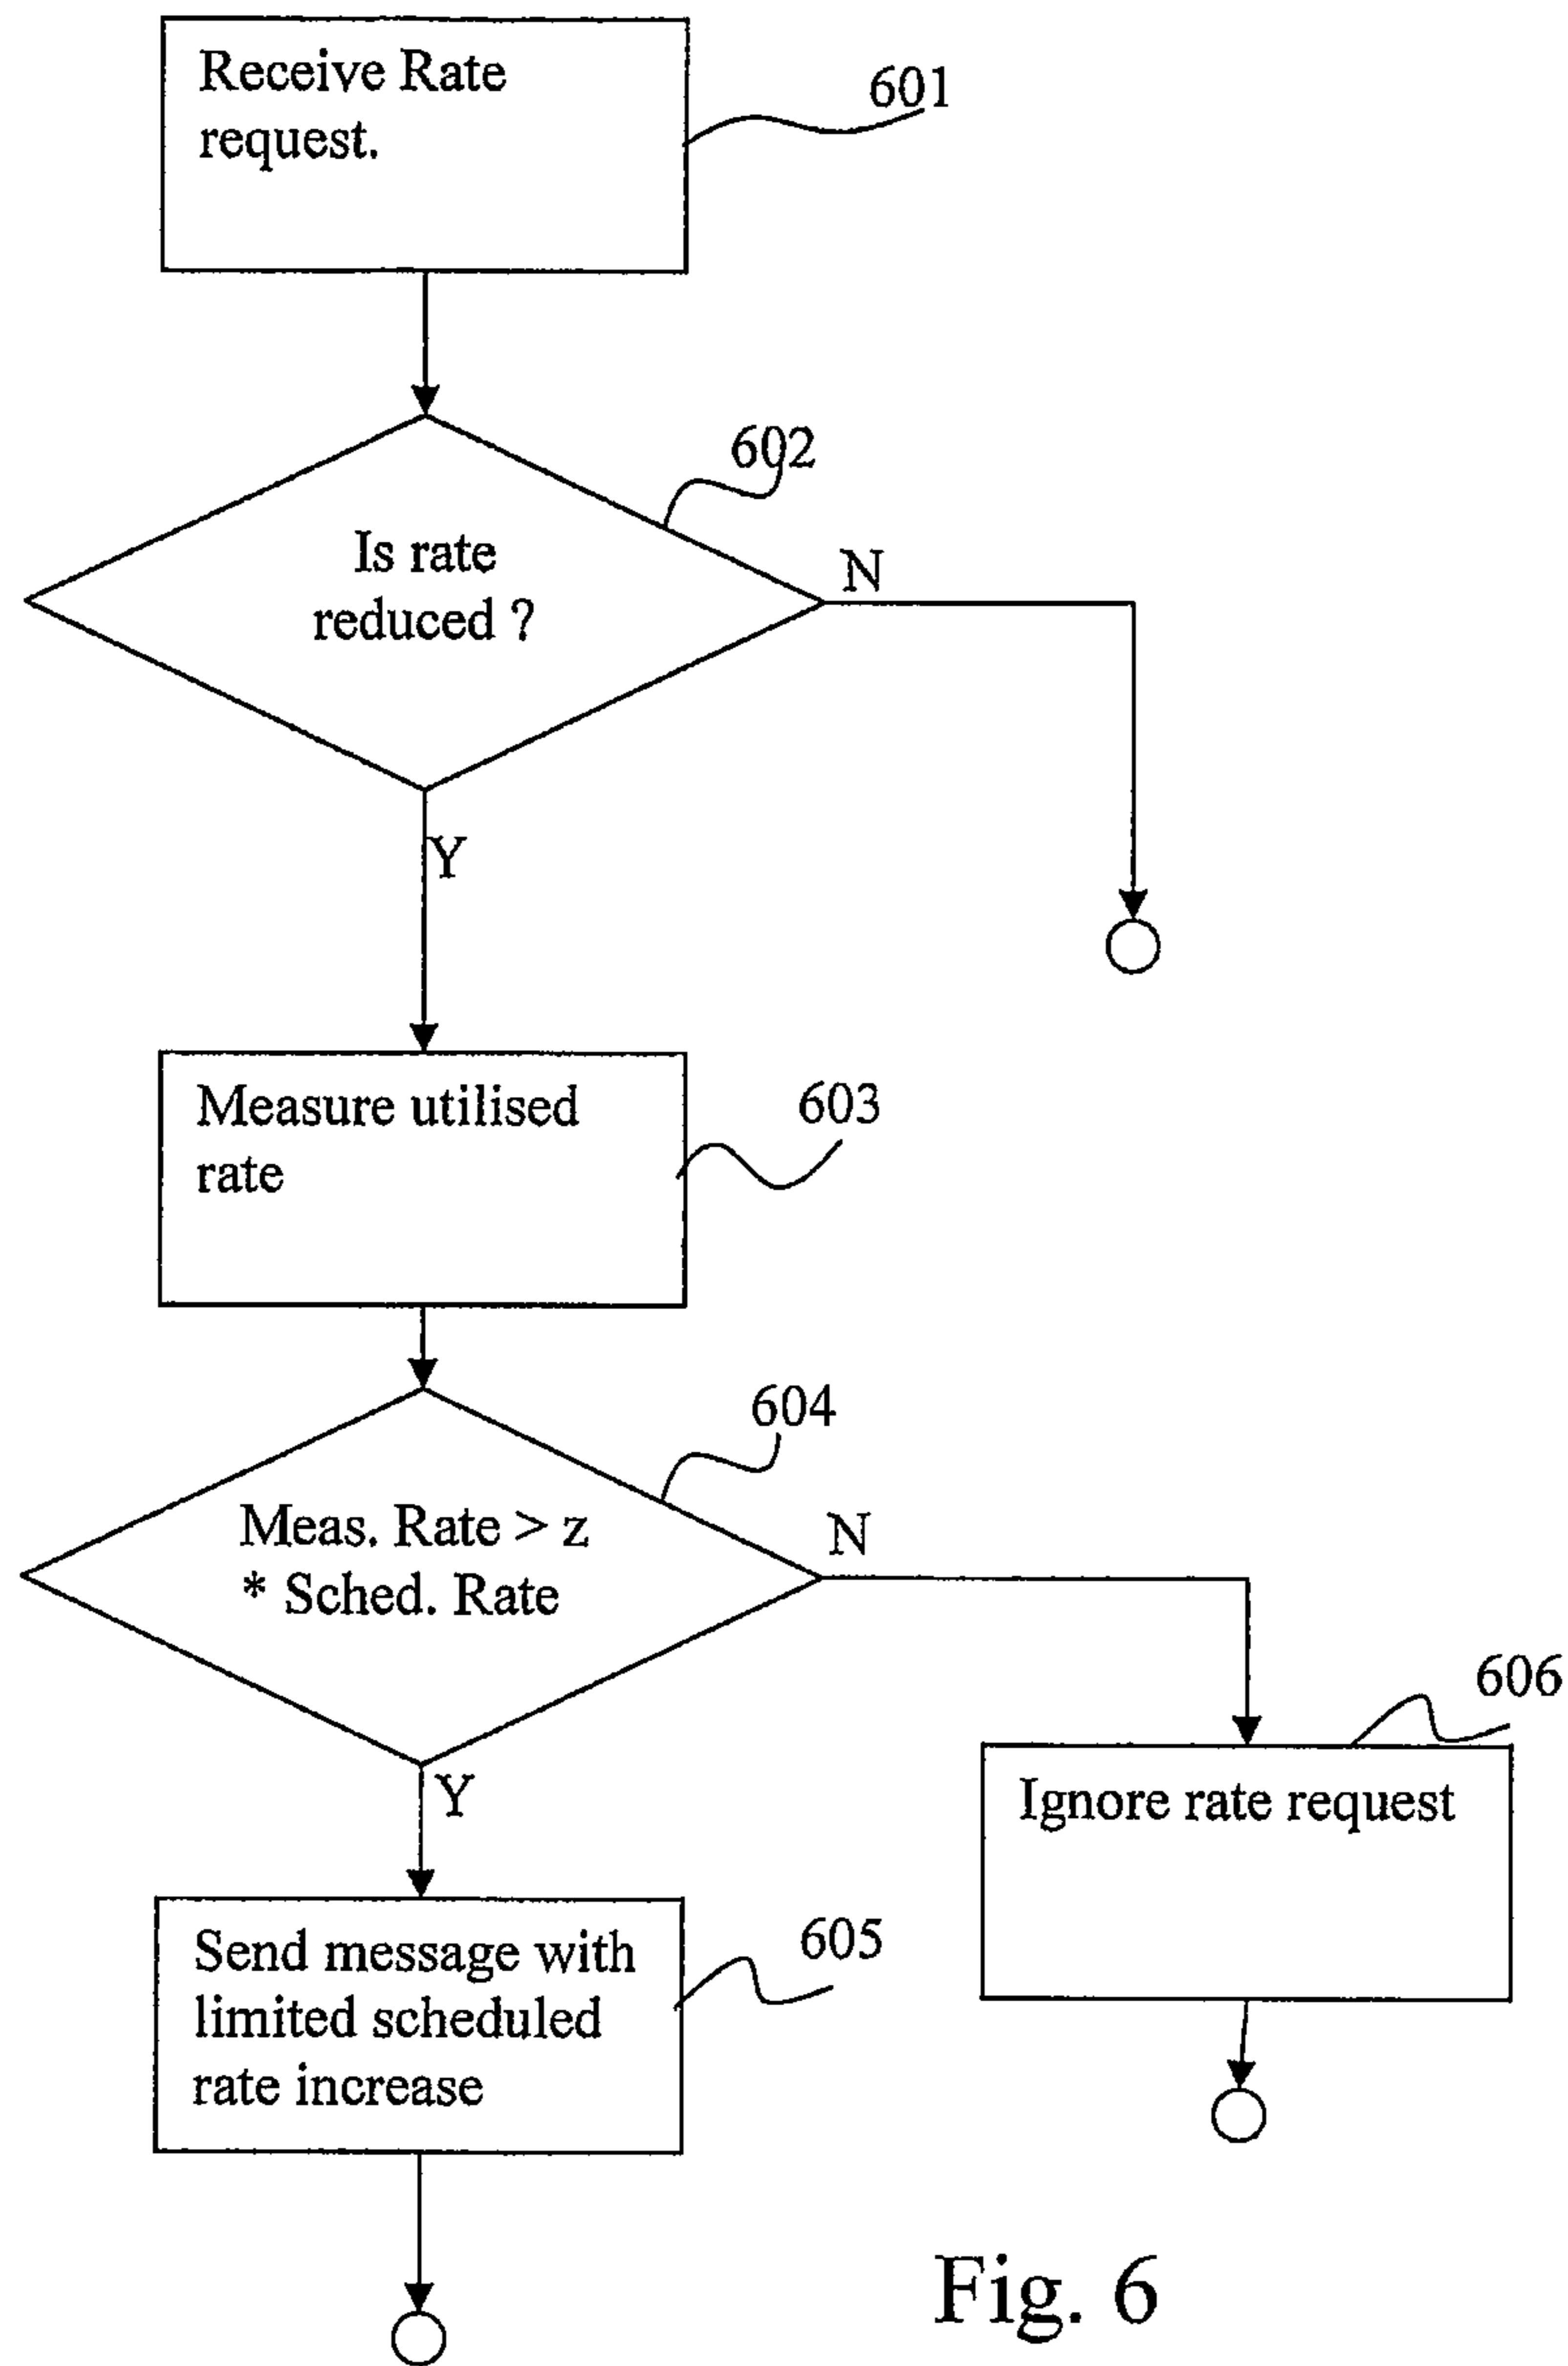 Receive Rate
request.
601
602
Is rate
reduced ?
N
Y
Measure utilised
rate
603
604
Meas. Rate > z
* Sched. Rate
N
Y
606
Ignore rate request
605
Send message with
limited scheduled
rate increase
Fig. 6